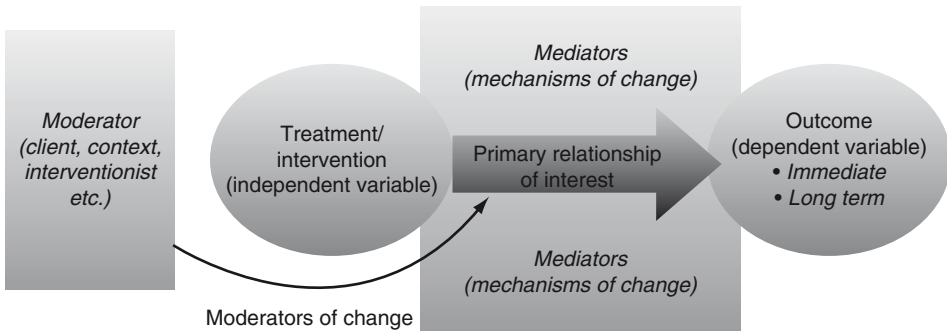 Moderator
(client, context,
interventionist
etc.)
Treatment/
intervention
(independent variable)
Mediators
(mechanisms of change)
Primary relationship
of interest
Mediators
(mechanisms of change)
Outcome
(dependent variable)
• Immediate
• Long term
Moderators of change